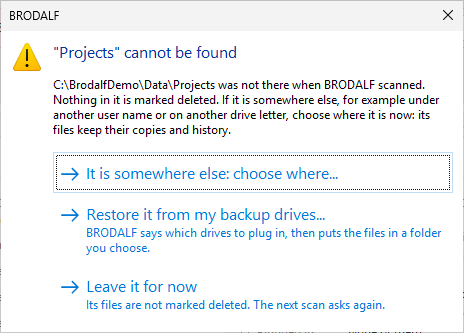 BRODALF
"Projects" cannot be found
C:\BrodalfDemo\Data\Projects was not there when BRODALF scanned.
Nothing in it is marked deleted. If it is somewhere else, for example under
another user name or on another drive letter, choose where it is now: its
files keep their copies and history.
It is somewhere else: choose where...
Restore it from my backup drives...
BRODALF says which drives to plug in, then puts the files in a folder
you choose.
Leave it for now
Its files are not marked deleted. The next scan asks again.